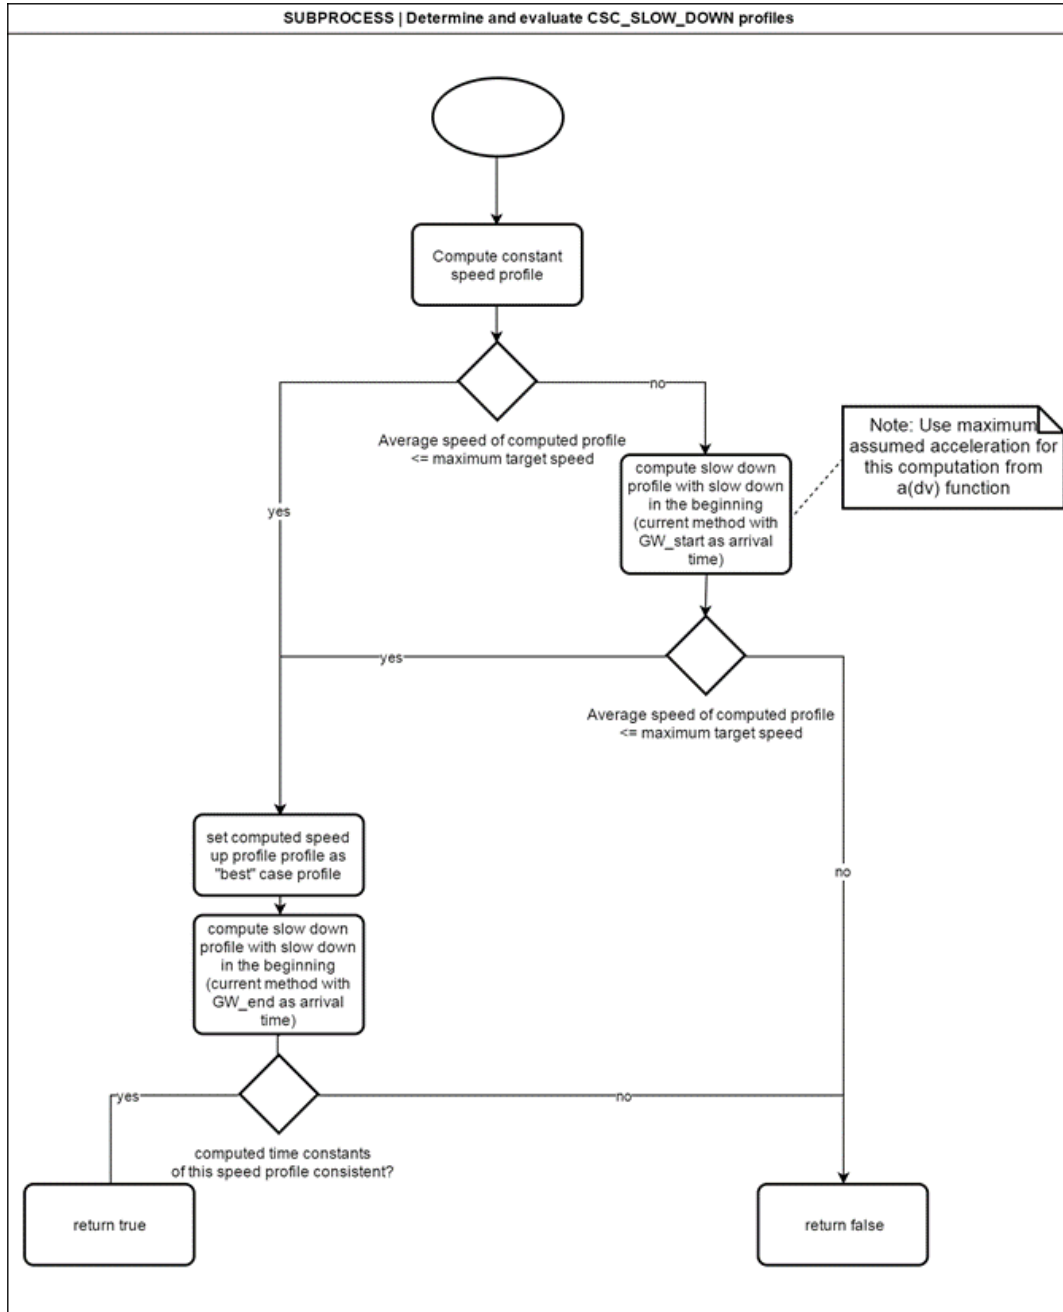 SUBPROCESS | Determine and evaluate CSC_SLOW_DOWN profiles
Compute constant
speed profile
no
Average speed of computed profile
<= maximum target speed
yes
Note: Use maximum
assumed acceleration for
this computation from
a(dv) function
compute slow down
profile with slow down
in the beginning
(current method with
GW_start as arrival
time)
yes
Average speed of computed profile
<= maximum target speed
no
set computed speed
up profile profile as
"best" case profile
compute slow down
profile with slow down
in the beginning
(current method with
GW_end as arrival
time)
yes
no
computed time constants
of this speed profile consistent?
return true
return false